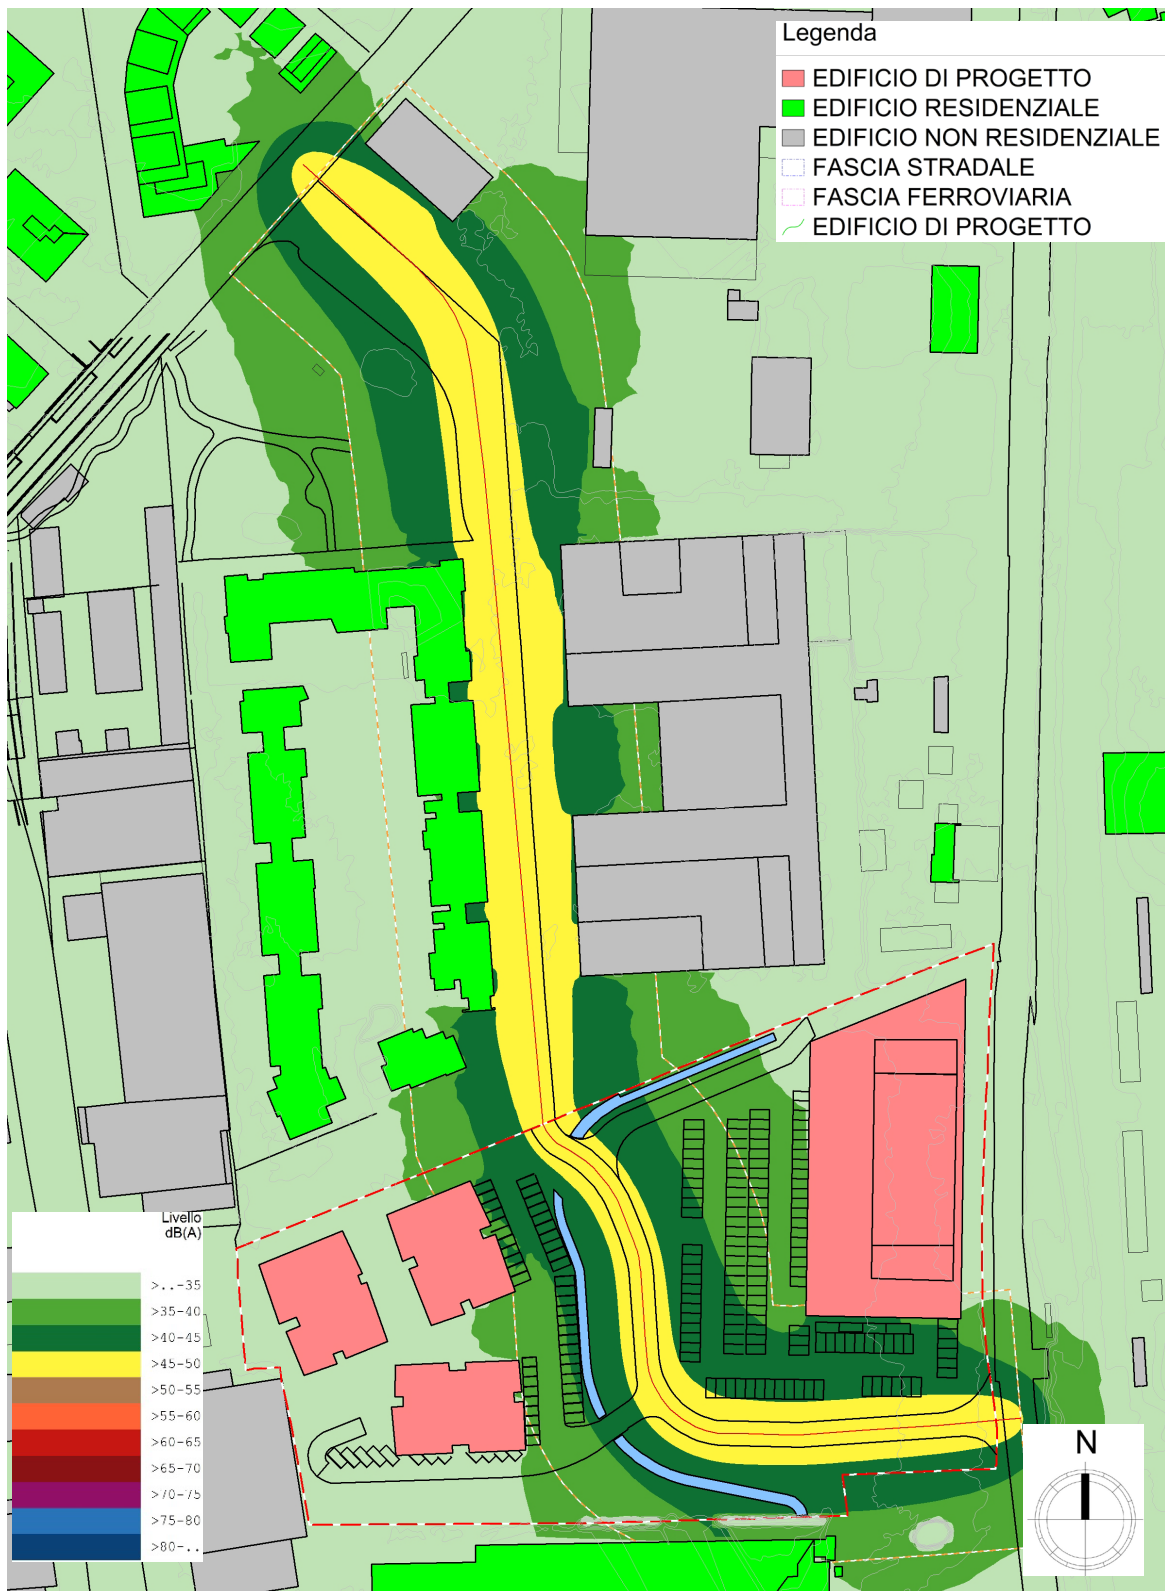 Legenda
EDIFICIO DI PROGETTO
EDIFICIO RESIDENZIALE
EDIFICIO NON RESIDENZIALE
FASCIA STRADALE
FASCIA FERROVIARIA
EDIFICIO DI PROGETTO
Livello
dB(A)
>..-35
>35-40
>40-45
>45-50
>50-55
>55-60
>60-65
>65-70
>70-75
>75-80
>80-..
N